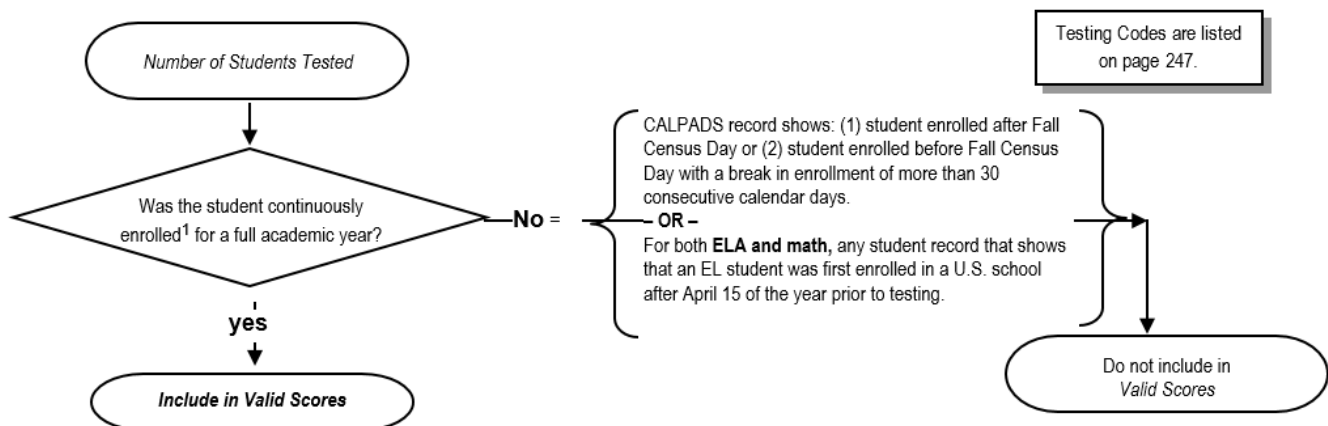 Number of Students Tested
Testing Codes are listed
on page 247.
Was the student continuously
enrolled1 for a full academic year?
No =
CALPADS record shows: (1) student enrolled after Fall
Census Day or (2) student enrolled before Fall Census
Day with a break in enrollment of more than 30
consecutive calendar days.
– OR –
For both ELA and math, any student record that shows
that an EL student was first enrolled in a U.S. school
after April 15 of the year prior to testing.
yes
Include in Valid Scores
Do not include in
Valid Scores